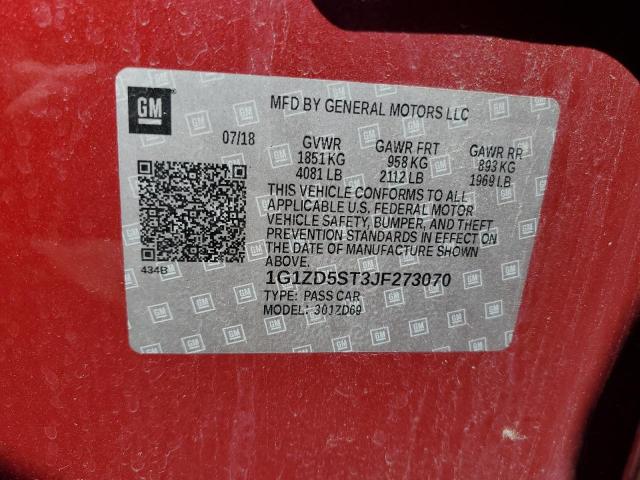 GM
MFD BY GENERAL MOTORS LLC
07/18
GVWR GAWR FRT GAWR RR
1851 KG 958 KG 893 KG
4081 LB 2112 LB 1969 LB
THIS VEHICLE CONFORMS TO ALL
APPLICABLE U.S. FEDERAL MOTOR
VEHICLE SAFETY, BUMPER, AND THEFT
PREVENTION STANDARDS IN EFFECT ON
THE DATE OF MANUFACTURE SHOWN
ABOVE.
434B
1G1ZD5ST3JF273070
TYPE: PASS CAR
MODEL: 301ZD69